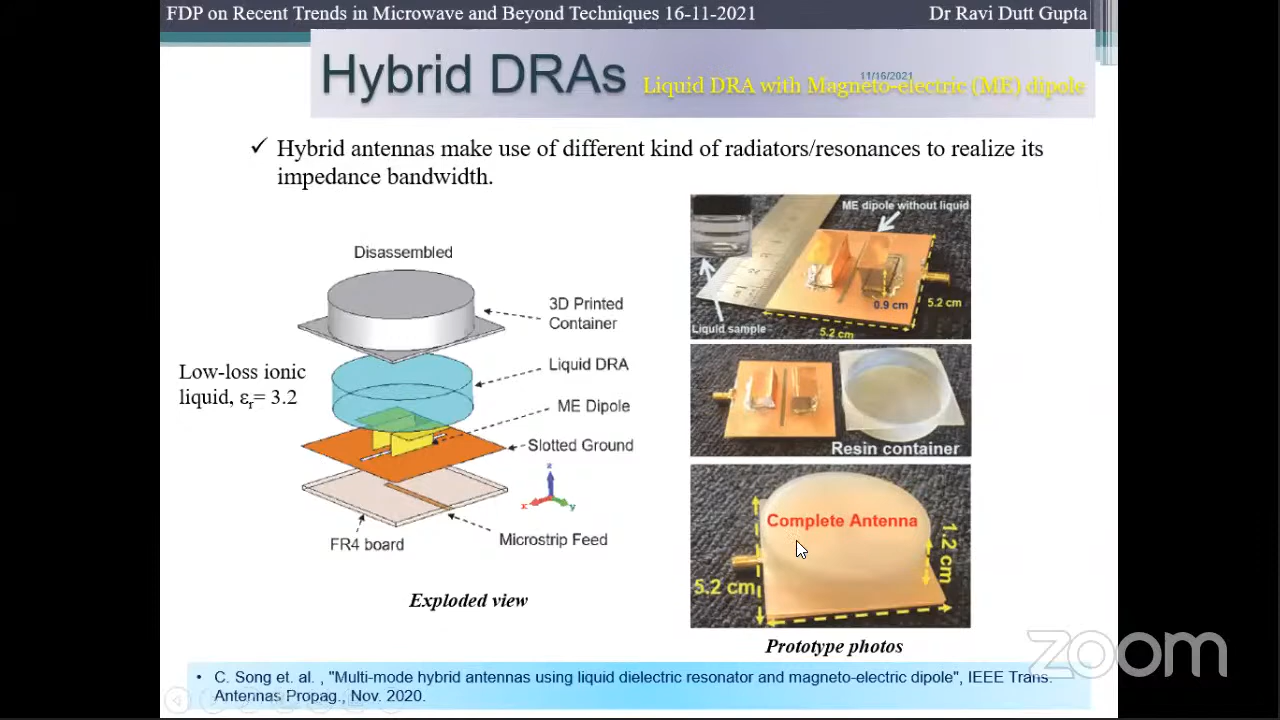 FDP on Recent Trends in Microwave and Beyond Techniques 16-11-2021 Dr Ravi Dutt Gupta
Hybrid DRAs
11/16/2021
Liquid DRA with Magneto-electric (ME) dipole
✓ Hybrid antennas make use of different kind of radiators/resonances to realize its
impedance bandwidth.
Disassembled
3D Printed
Container
Liquid DRA
Low-loss ionic
liquid, εr= 3.2
ME Dipole
Slotted Ground
z
x
y
FR4 board
Microstrip Feed
Exploded view
ME dipole without liquid
0.9 cm
5.2 cm
Liquid sample
5.2 cm
Resin container
Complete Antenna
1.2 cm
5.2 cm
Prototype photos
zoom
• C. Song et. al. , "Multi-mode hybrid antennas using liquid dielectric resonator and magneto-electric dipole", IEEE Trans.
Antennas Propag., Nov. 2020.